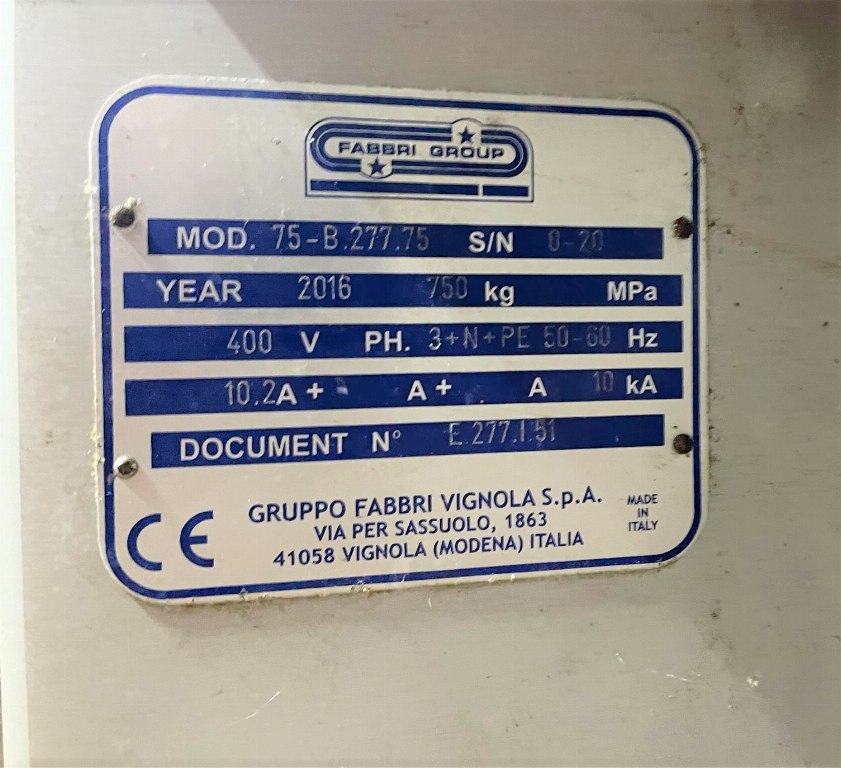 FABBRI GROUP
MOD. 75-B.277.75 S/N 8-20
YEAR 2016 750 kg MPa
400 V PH. 3+N+PE 50-60 Hz
10.2A + A + A 10 kA
DOCUMENT N° E.277.I.51
GRUPPO FABBRI VIGNOLA S.p.A.
VIA PER SASSUOLO, 1863
41058 VIGNOLA (MODENA) ITALIA
CE
MADE
IN
ITALY